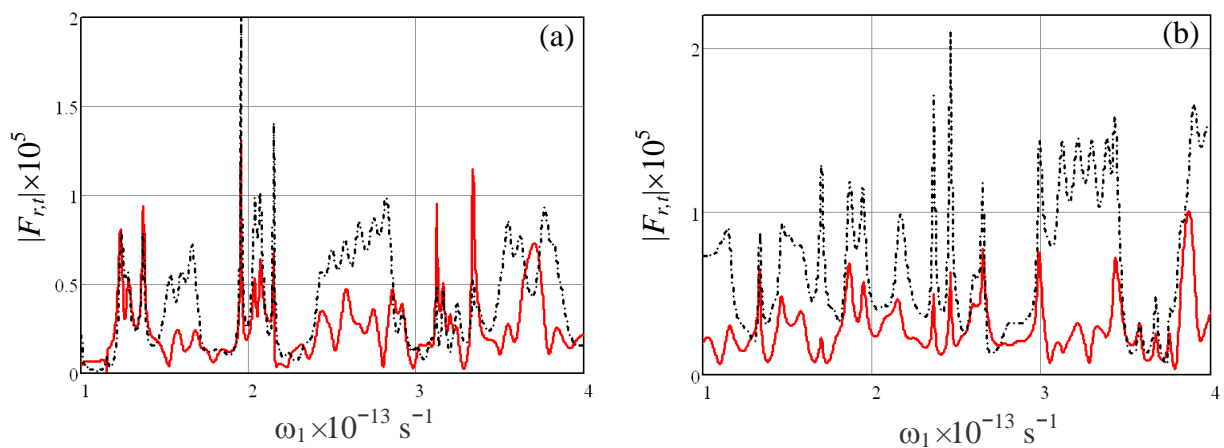 (a)
2
1.5
1
0.5
0
1 2 3 4
|F_{r,t}|×10^5
ω_1×10^{−13} s^{−1}
(b)
2
1
0
1 2 3 4
|F_{r,t}|×10^5
ω_1×10^{−13} s^{−1}